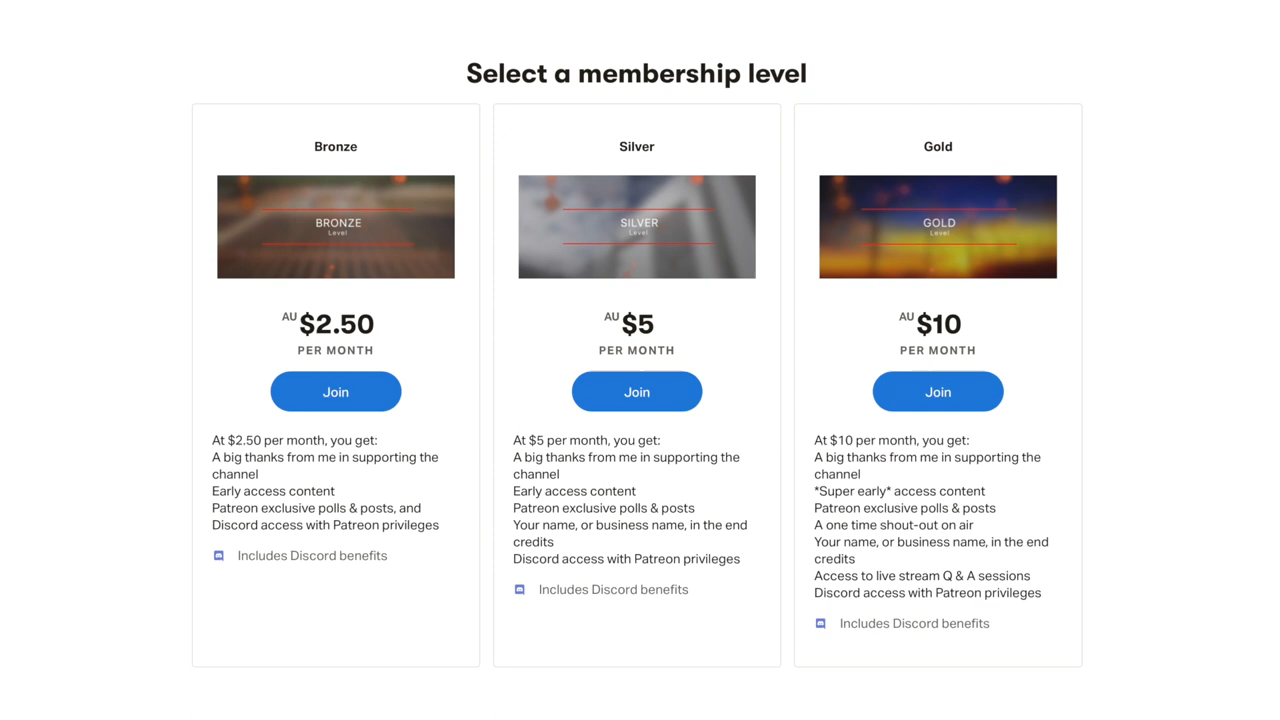 Select a membership level
Bronze
BRONZE
Level
AU $2.50
PER MONTH
Join
At $2.50 per month, you get:
A big thanks from me in supporting the
channel
Early access content
Patreon exclusive polls & posts, and
Discord access with Patreon privileges
Includes Discord benefits
Silver
SILVER
Level
AU $5
PER MONTH
Join
At $5 per month, you get:
A big thanks from me in supporting the
channel
Early access content
Patreon exclusive polls & posts
Your name, or business name, in the end
credits
Discord access with Patreon privileges
Includes Discord benefits
Gold
GOLD
Level
AU $10
PER MONTH
Join
At $10 per month, you get:
A big thanks from me in supporting the
channel
*Super early* access content
Patreon exclusive polls & posts
A one time shout-out on air
Your name, or business name, in the end
credits
Access to live stream Q & A sessions
Discord access with Patreon privileges
Includes Discord benefits